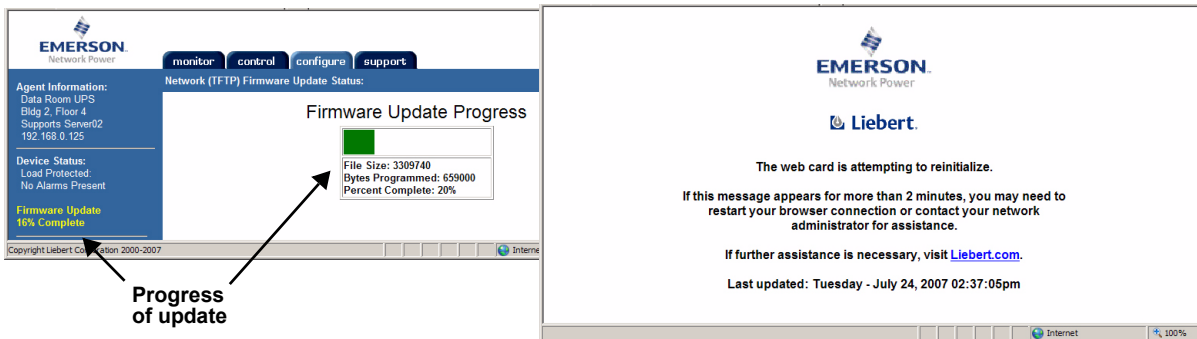 EMERSON.
Network Power
monitor control configure support
Agent Information:
Data Room UPS
Bldg 2, Floor 4
Supports Server02
192.168.0.125
Device Status:
Load Protected:
No Alarms Present
Firmware Update
16% Complete
Network (TFTP) Firmware Update Status:
Firmware Update Progress
File Size: 3309740
Bytes Programmed: 659000
Percent Complete: 20%
Copyright Liebert Corporation 2000-2007
Interne
Progress
of update
EMERSON.
Network Power
Liebert.
The web card is attempting to reinitialize.
If this message appears for more than 2 minutes, you may need to
restart your browser connection or contact your network
administrator for assistance.
If further assistance is necessary, visit Liebert.com.
Last updated: Tuesday - July 24, 2007 02:37:05pm
Internet 100%